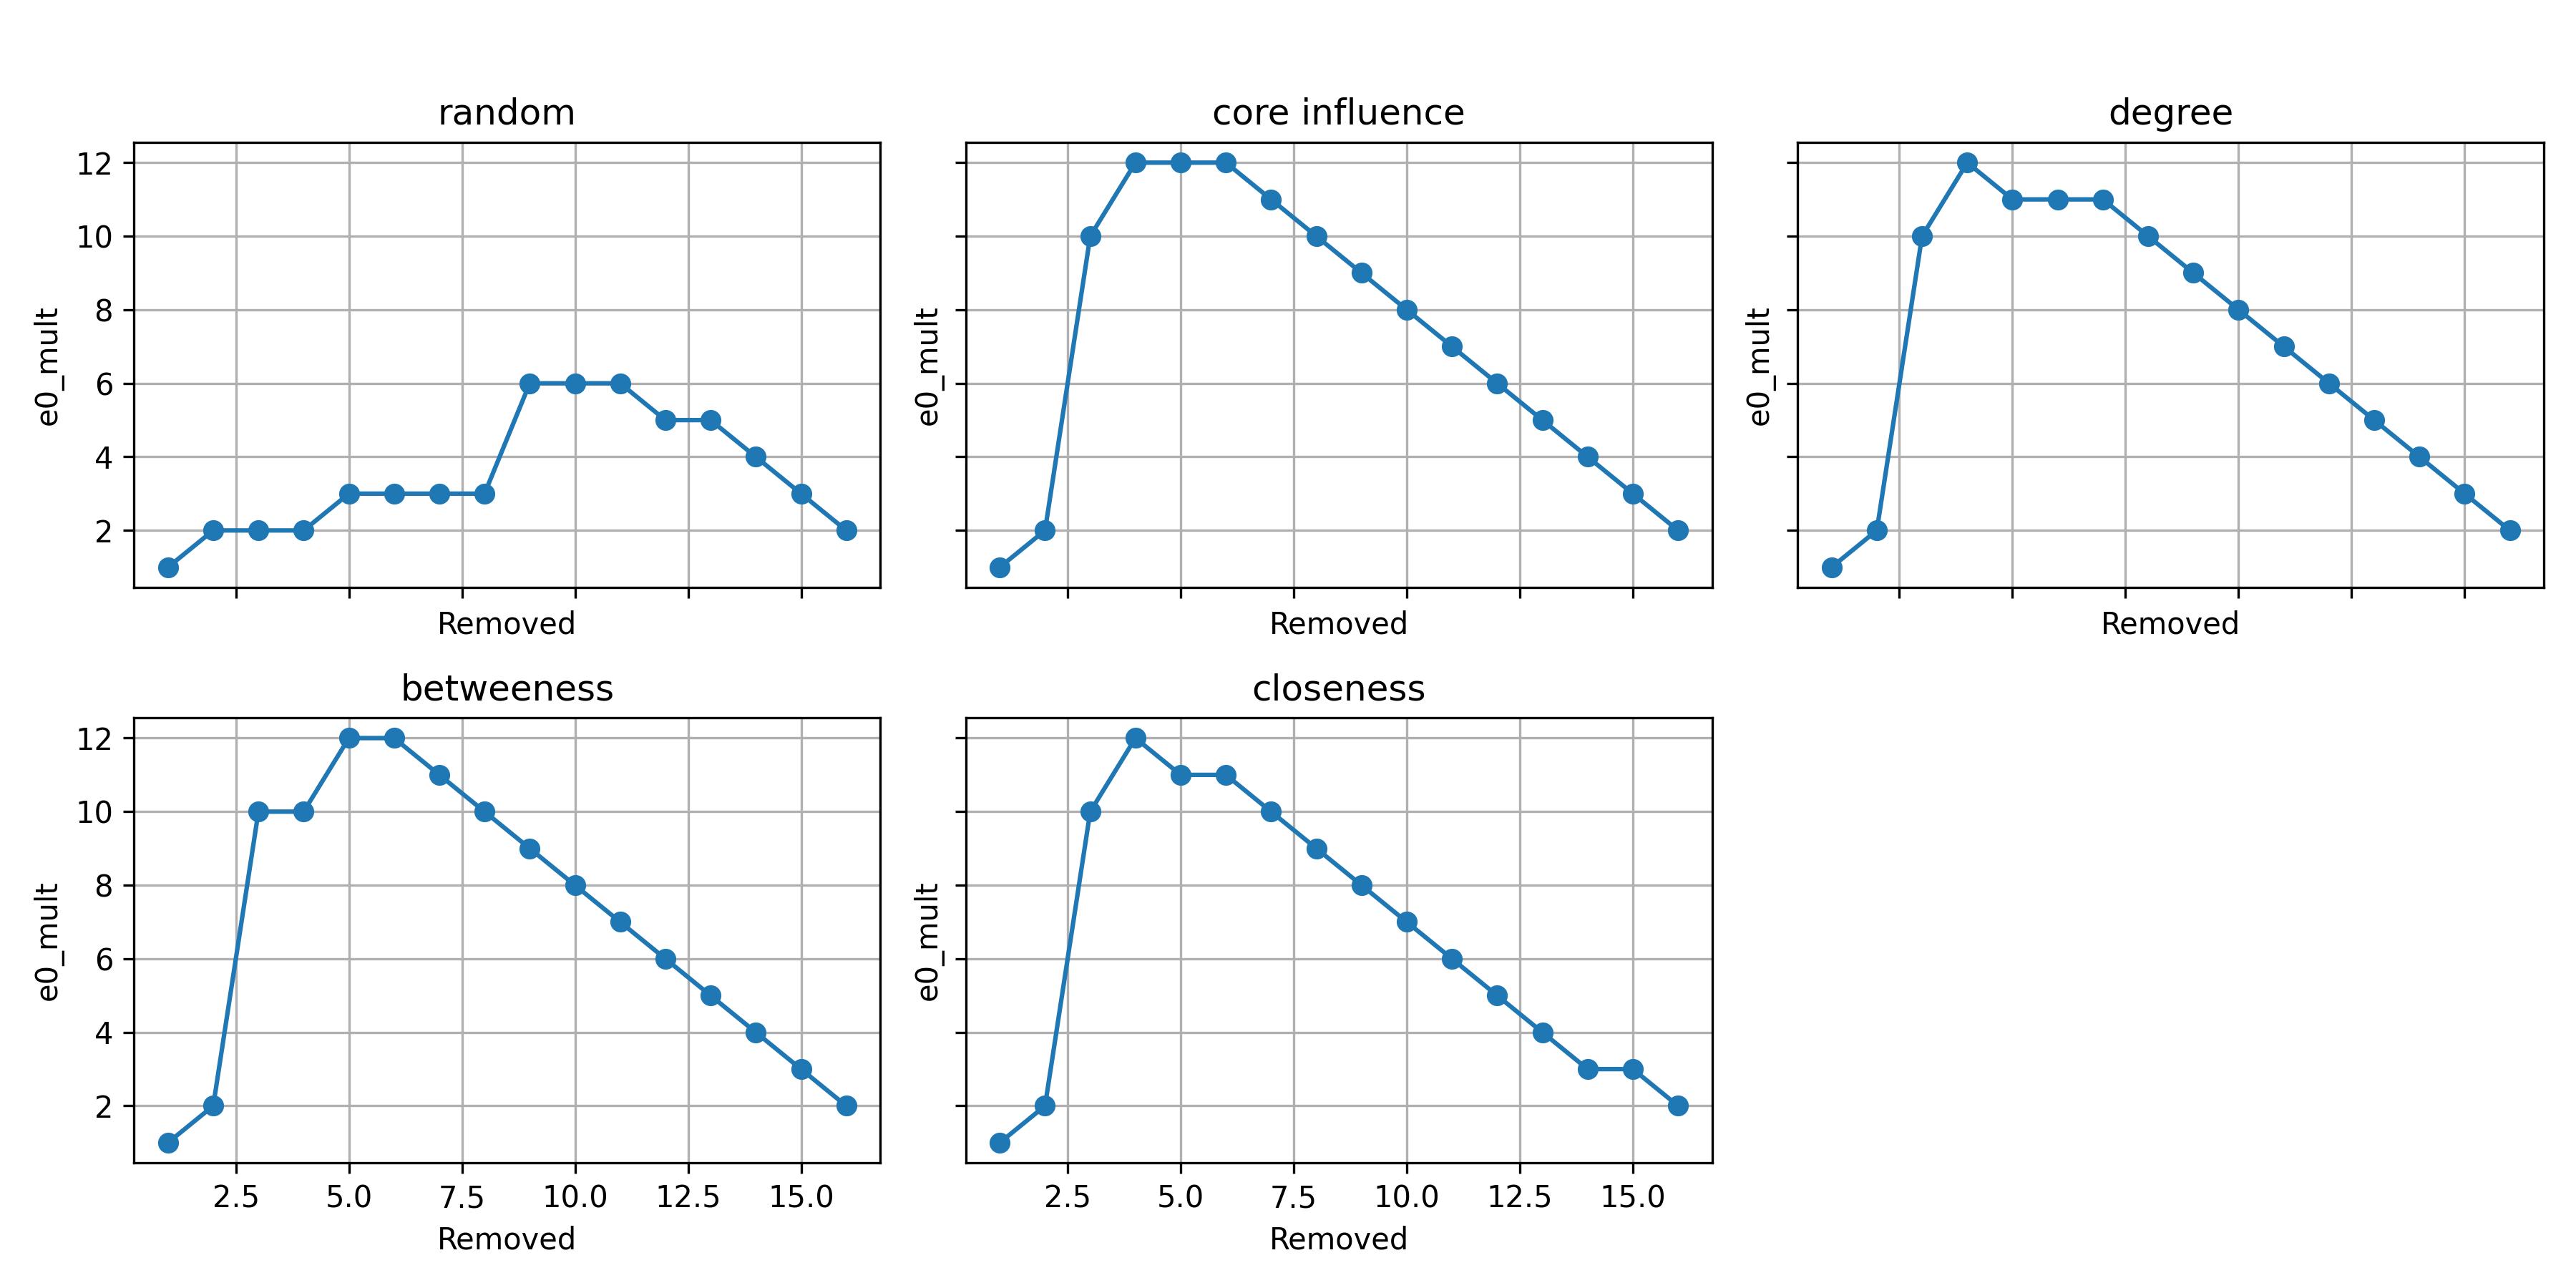 random
12
10
8
6
4
2
e0_mult
Removed
core influence
e0_mult
Removed
degree
e0_mult
Removed
betweeness
12
10
8
6
4
2
e0_mult
2.5 5.0 7.5 10.0 12.5 15.0
Removed
closeness
e0_mult
2.5 5.0 7.5 10.0 12.5 15.0
Removed